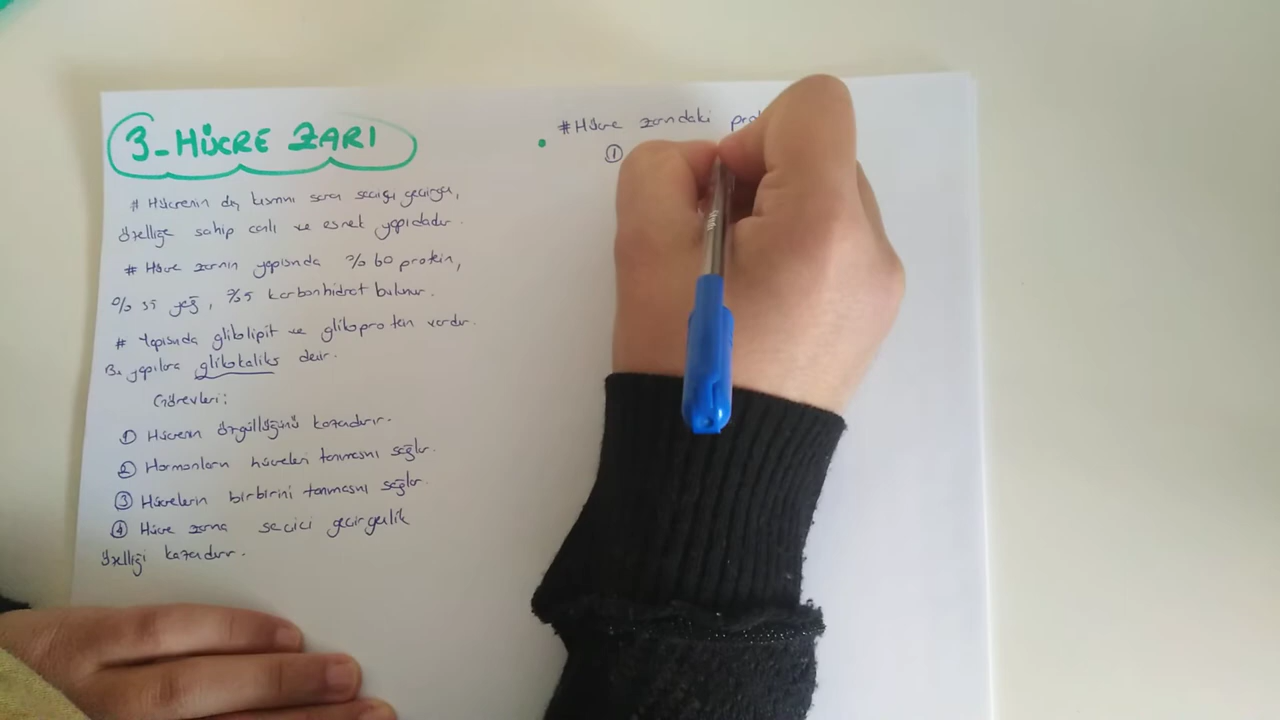 3-HÜCRE ZARI
# Hücrenin dış kısmını saran seçici geçirgen,
özelliğe sahip canlı ve esnek yapıdadır.
# Hücre zarının yapısında %60 protein,
%35 yağ, %5 karbonhidrat bulunur.
# Yapısında glikolipit ve glikoprotein vardır.
Bu yapılara glikokaliks denir.
Görevleri:
① Hücrenin özgüllüğünü kazandırır.
② Hormonların hücreleri tanımasını sağlar.
③ Hücrelerin birbirini tanımasını sağlar.
④ Hücre zarına seçici geçirgenlik
özelliği kazandırır.
# Hücre zarındaki
①